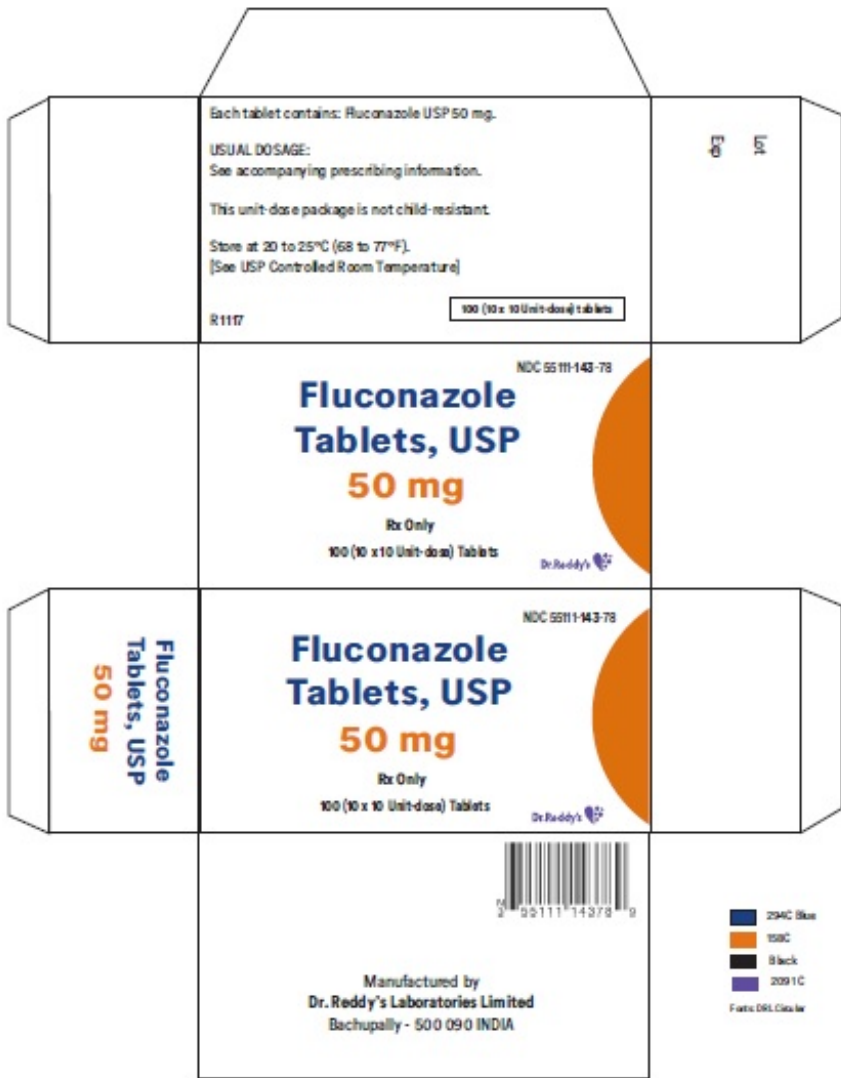 Each tablet contains: Fluconazole USP 50 mg.
USUAL DOSAGE:
See accompanying prescribing information.
This unit-dose package is not child-resistant.
Store at 20 to 25°C (68 to 77°F).
[See USP Controlled Room Temperature]
R1117
100 (10 x 10 Unit-dose) tablets
Lot
Exp
NDC 55111-143-78
Fluconazole
Tablets, USP
50 mg
Rx Only
100 (10 x 10 Unit-dose) Tablets
Dr.Reddy's
Fluconazole
Tablets, USP
50 mg
NDC 55111-143-78
Fluconazole
Tablets, USP
50 mg
Rx Only
100 (10 x 10 Unit-dose) Tablets
Dr.Reddy's
N
3 55111 14378 9
Manufactured by
Dr. Reddy's Laboratories Limited
Bachupally - 500 090 INDIA
294C Blue
158C
Black
2091 C
Fonts: DRL Circular